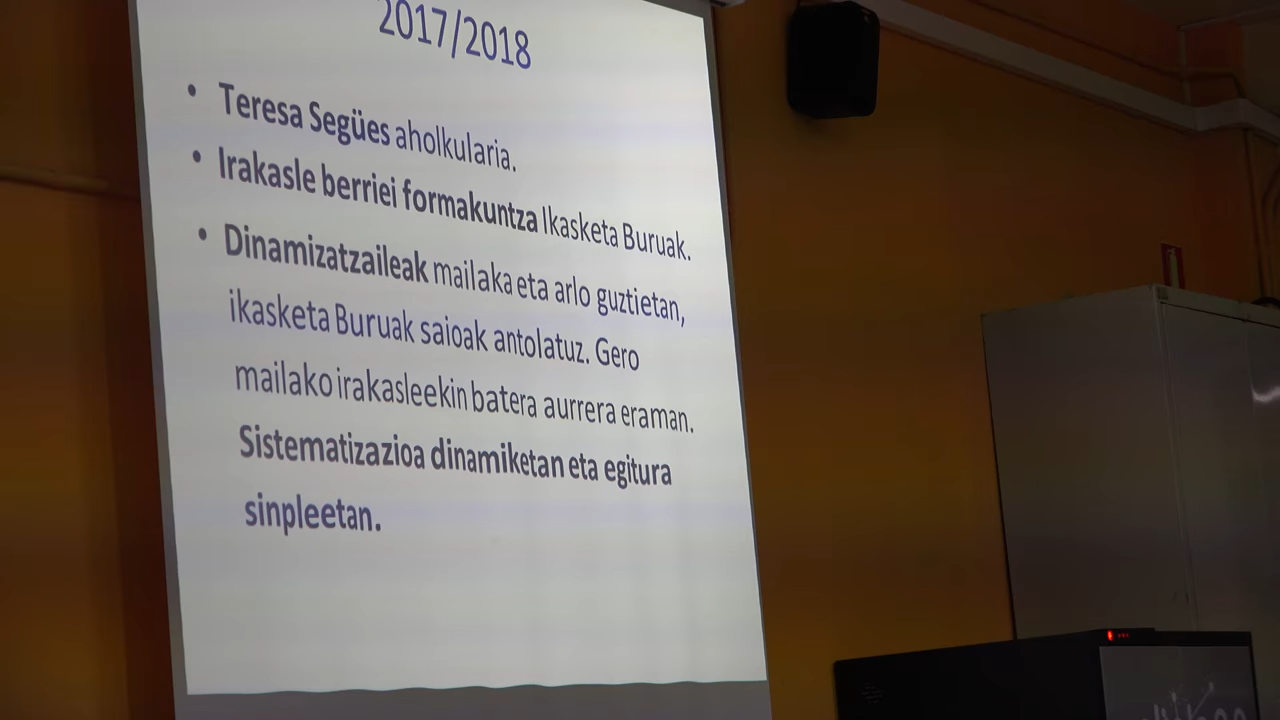 2017/2018
• Teresa Segües aholkularia.
• Irakasle berriei formakuntza Ikasketa Buruak.
• Dinamizatzaileak mailaka eta arlo guztietan,
ikasketa Buruak saioak antolatuz. Gero
mailako irakasleekin batera aurrera eraman.
Sistematizazioa dinamiketan eta egitura
sinpleetan.